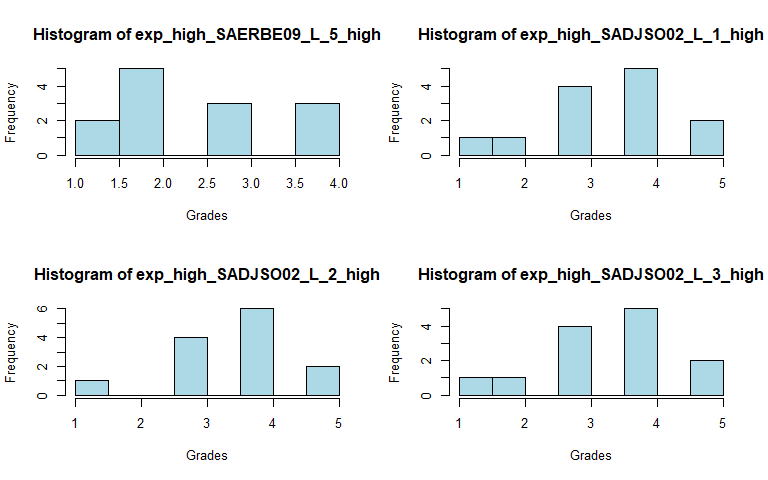 Histogram of exp_high_SAERBE09_L_5_high
Frequency
0 2 4
1.0 1.5 2.0 2.5 3.0 3.5 4.0
Grades
Histogram of exp_high_SADJSO02_L_1_high
Frequency
0 2 4
1 2 3 4 5
Grades
Histogram of exp_high_SADJSO02_L_2_high
Frequency
0 2 4 6
1 2 3 4 5
Grades
Histogram of exp_high_SADJSO02_L_3_high
Frequency
0 2 4
1 2 3 4 5
Grades